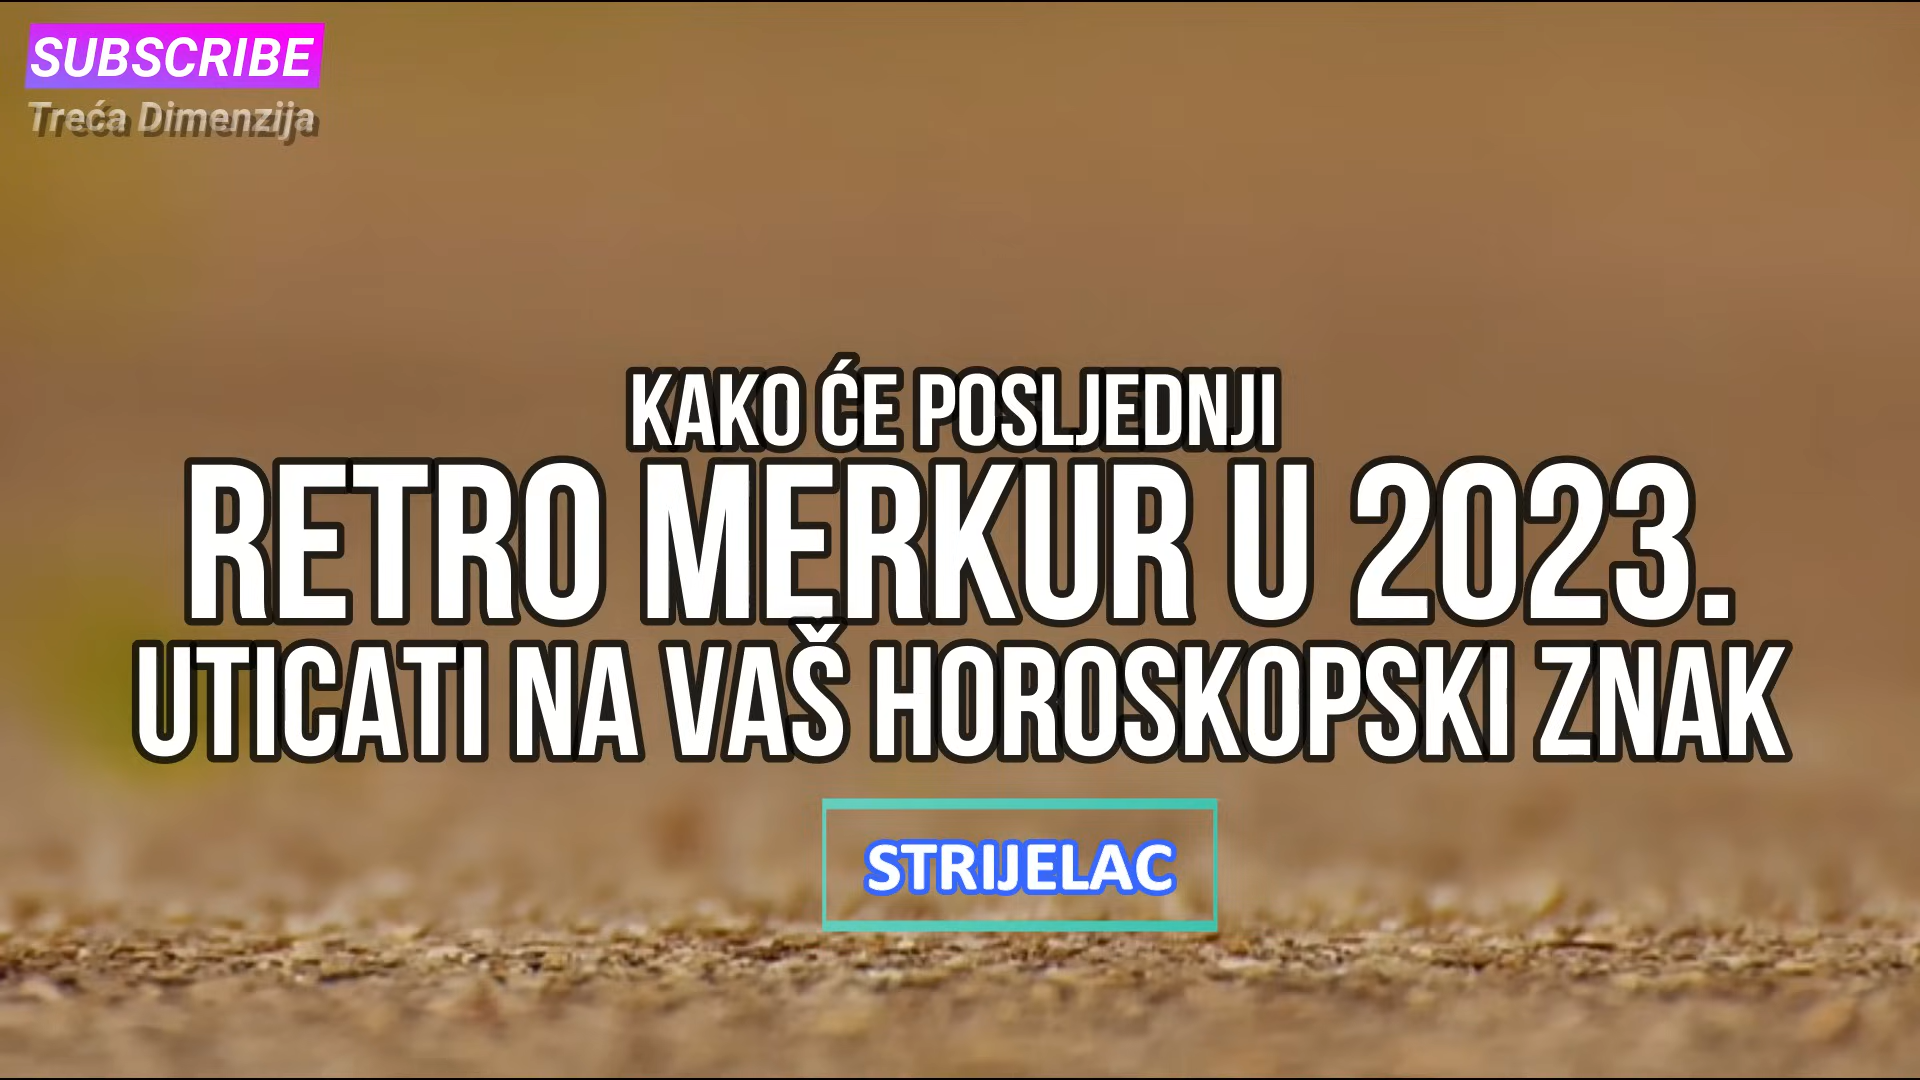 SUBSCRIBE
Treća Dimenzija
KAKO ĆE POSLJEDNJI
RETRO MERKUR U 2023.
UTICATI NA VAŠ HOROSKOPSKI ZNAK
STRIJELAC